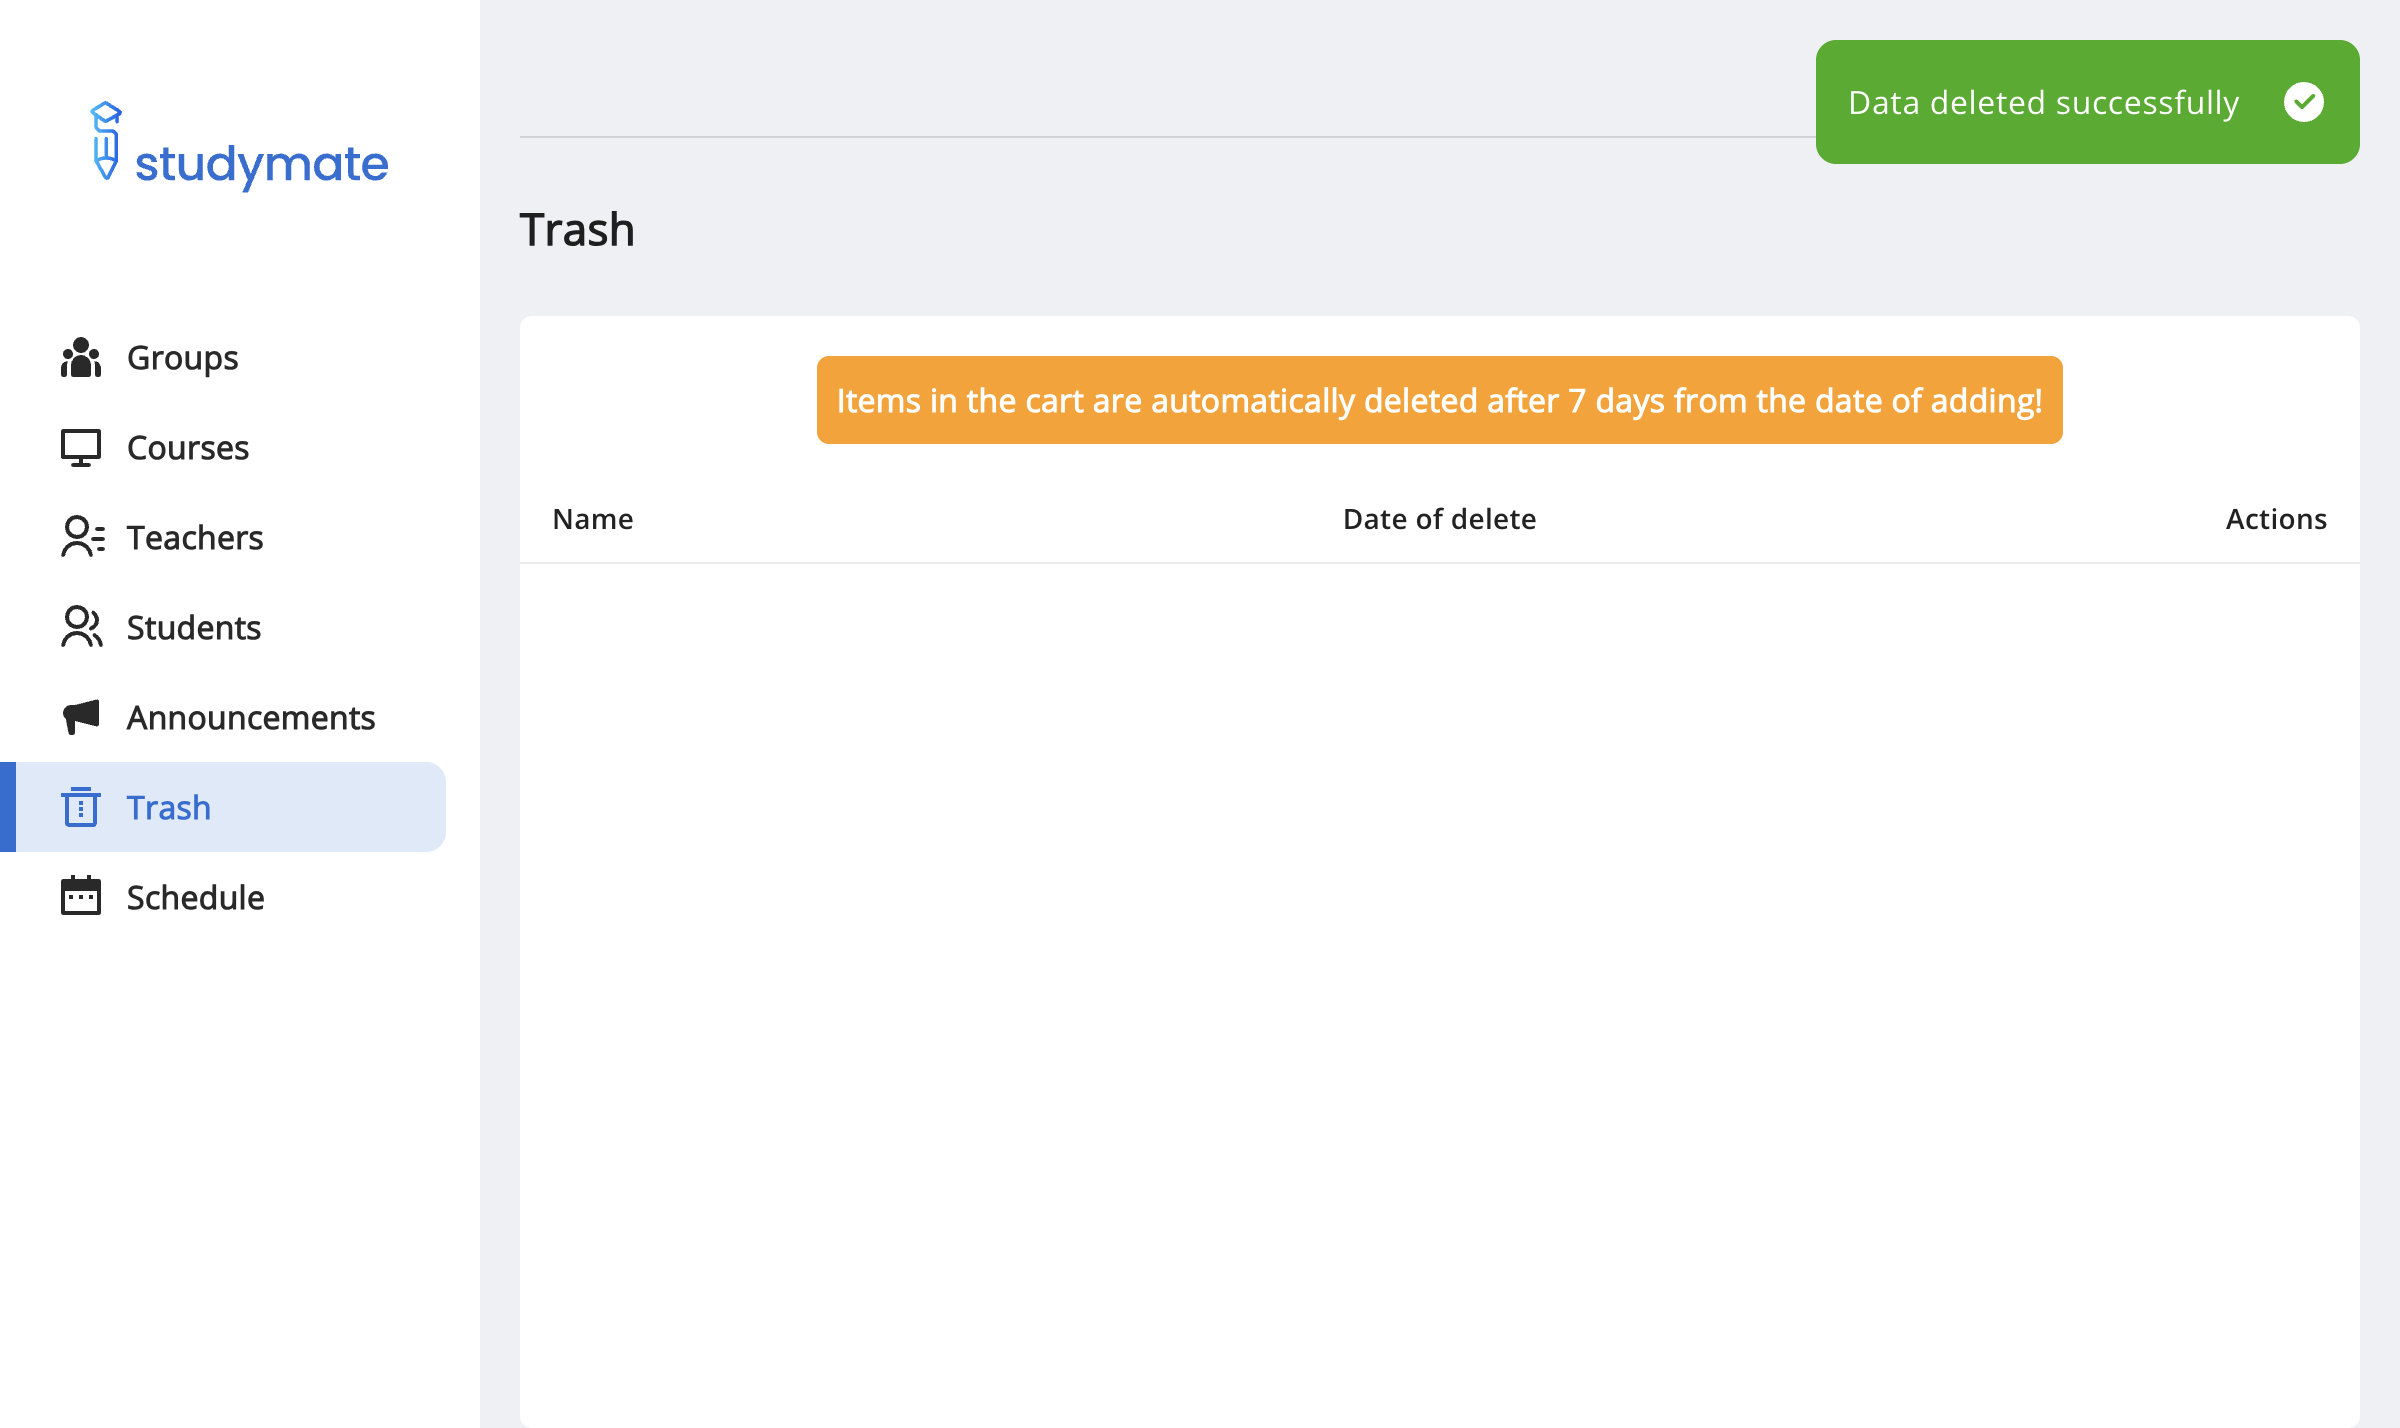 studymate
Groups
Courses
Teachers
Students
Announcements
Trash
Schedule
Data deleted successfully
Trash
Items in the cart are automatically deleted after 7 days from the date of adding!
Name Date of delete Actions